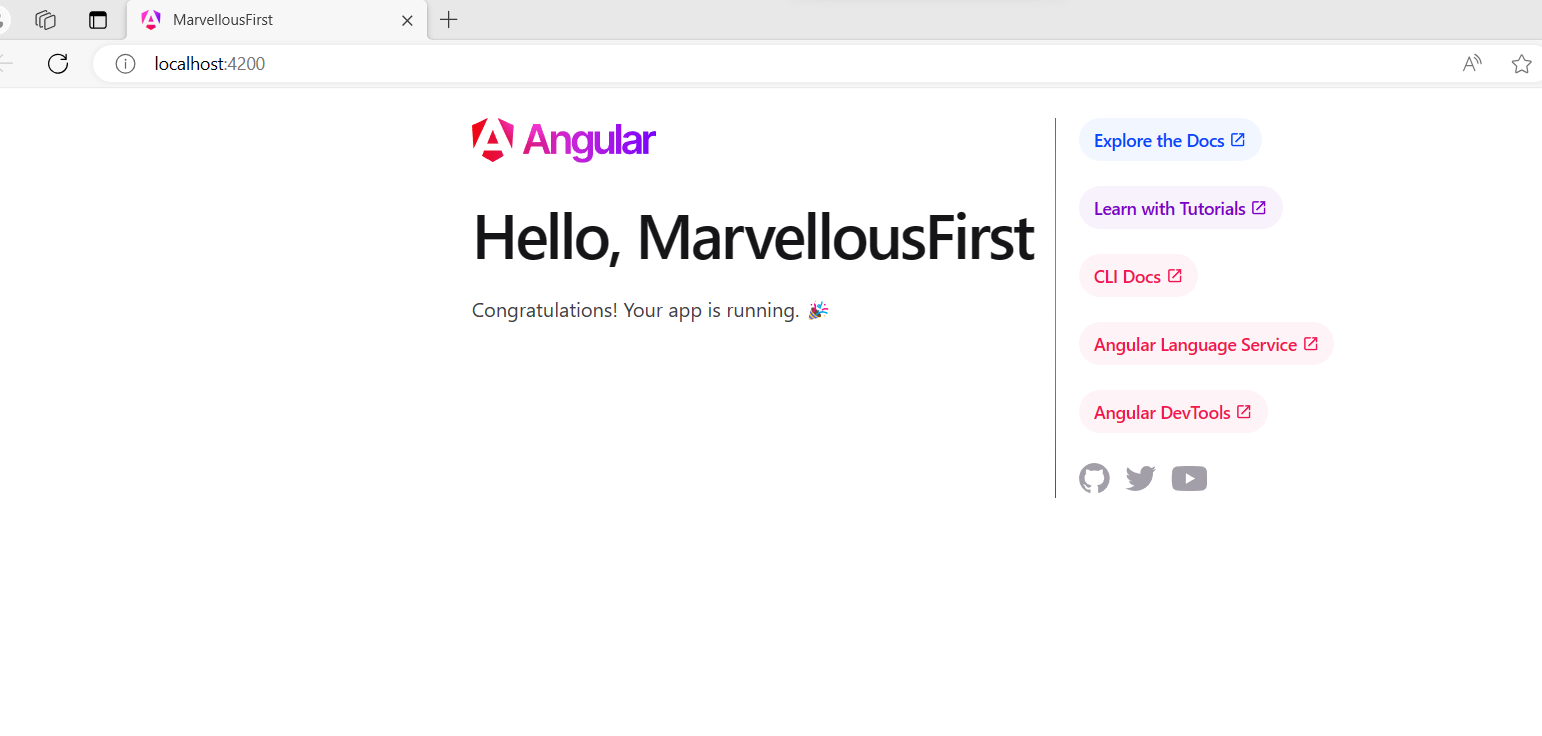 MarvellousFirst
localhost:4200
Angular
Hello, MarvellousFirst
Congratulations! Your app is running. 🎉
Explore the Docs
Learn with Tutorials
CLI Docs
Angular Language Service
Angular DevTools